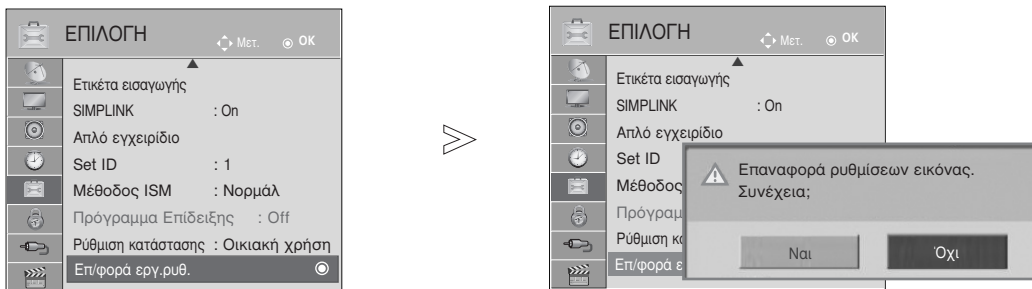 ΕΠΙΛΟΓΗ Μετ. OK
Ετικέτα εισαγωγής
SIMPLINK : On
Απλό εγχειρίδιο
Set ID : 1
Μέθοδος ISM : Νορμάλ
Πρόγραμμα Επίδειξης : Off
Ρύθμιση κατάστασης : Οικιακή χρήση
Επ/φορά εργ.ρυθ.
ΕΠΙΛΟΓΗ Μετ. OK
Ετικέτα εισαγωγής
SIMPLINK : On
Απλό εγχειρίδιο
Set ID
Μέθοδος
Πρόγραμ
Ρύθμιση κα
Επ/φορά ε
Επαναφορά ρυθμίσεων εικόνας.
Συνέχεια;
Ναι Όχι